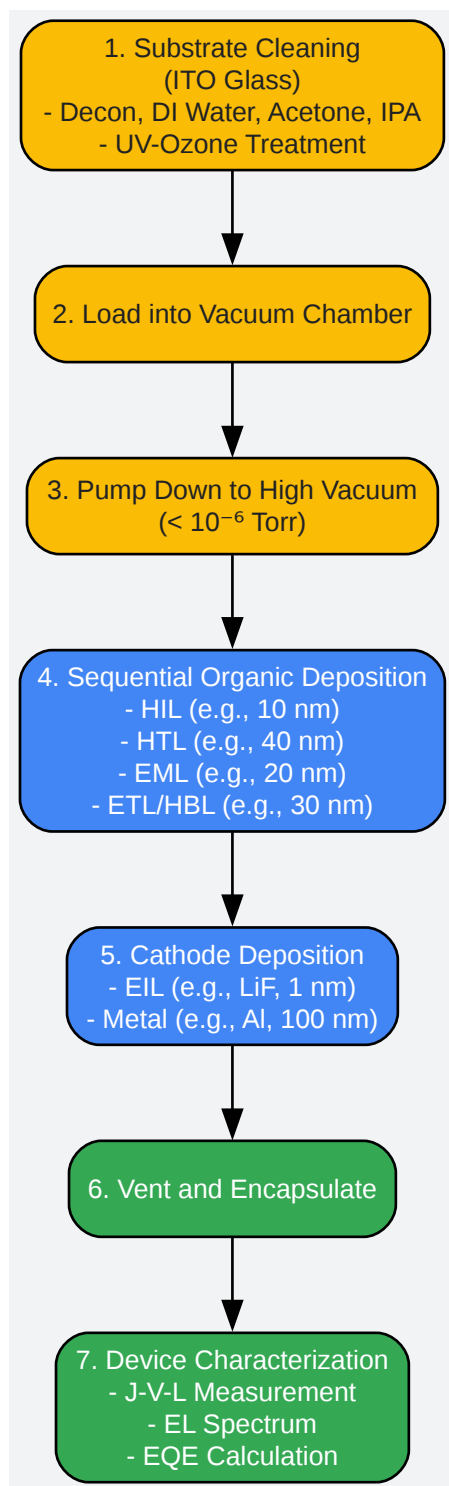 1. Substrate Cleaning
(ITO Glass)
- Decon, DI Water, Acetone, IPA
- UV-Ozone Treatment
2. Load into Vacuum Chamber
3. Pump Down to High Vacuum
(< 10⁻⁶ Torr)
4. Sequential Organic Deposition
- HIL (e.g., 10 nm)
- HTL (e.g., 40 nm)
- EML (e.g., 20 nm)
- ETL/HBL (e.g., 30 nm)
5. Cathode Deposition
- EIL (e.g., LiF, 1 nm)
- Metal (e.g., Al, 100 nm)
6. Vent and Encapsulate
7. Device Characterization
- J-V-L Measurement
- EL Spectrum
- EQE Calculation